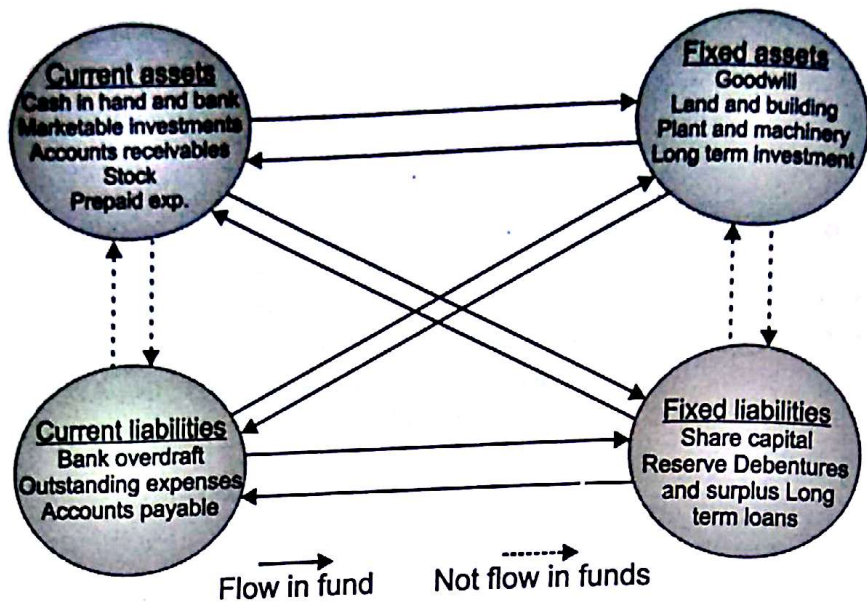 Current assets
Cash in hand and bank
Marketable investments
Accounts receivables
Stock
Prepaid exp.
Fixed assets
Goodwill
Land and building
Plant and machinery
Long term investment
Current liabilities
Bank overdraft
Outstanding expenses
Accounts payable
Fixed liabilities
Share capital
Reserve Debentures
and surplus Long
term loans
Flow in fund
Not flow in funds